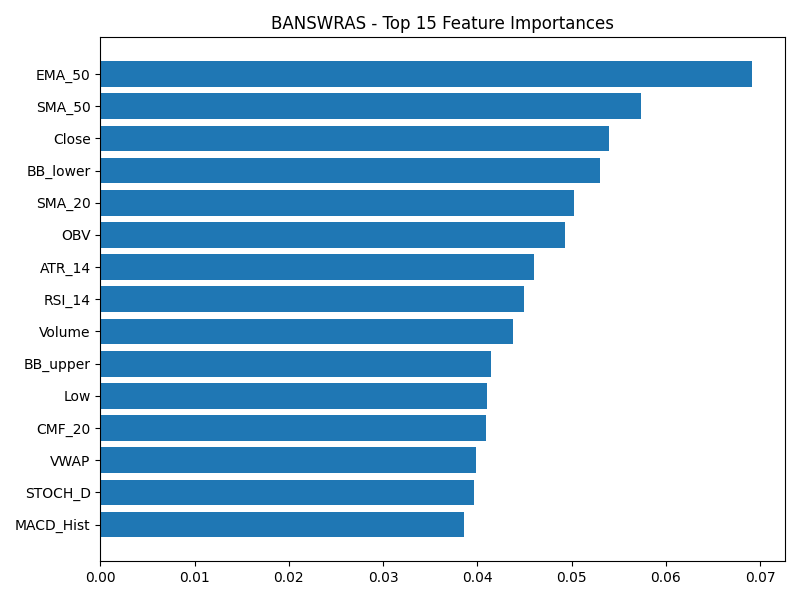 BANSWRAS - Top 15 Feature Importances
EMA_50
SMA_50
Close
BB_lower
SMA_20
OBV
ATR_14
RSI_14
Volume
BB_upper
Low
CMF_20
VWAP
STOCH_D
MACD_Hist
0.00 0.01 0.02 0.03 0.04 0.05 0.06 0.07